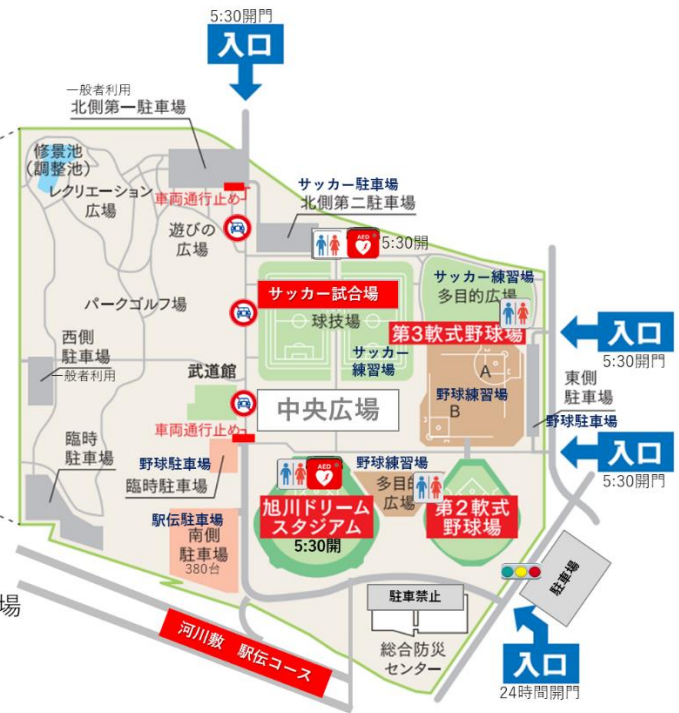 5:30開門
入口
一般者利用
北側第一駐車場
修景池
（調整池）
レクリエーション
広場
車両通行止め
サッカー駐車場
北側第二駐車場
遊びの
広場
AED
5:30開
サッカー試合場
球技場
サッカー
練習場
サッカー練習場
多目的広場
第3軟式野球場
入口
5:30開門
パークゴルフ場
西側
駐車場
一般者利用
武道館
A
野球練習場
B
東側
駐車場
野球駐車場
中央広場
車両通行止め
入口
5:30開門
臨時
駐車場
野球駐車場
臨時駐車場
AED
野球練習場
多目的
広場
旭川ドリーム
スタジアム
5:30開
第2軟式
野球場
駅伝駐車場
南側
駐車場
380台
駐車場
駐車禁止
場
総合防災
センター
入口
24時間開門
河川敷　駅伝コース